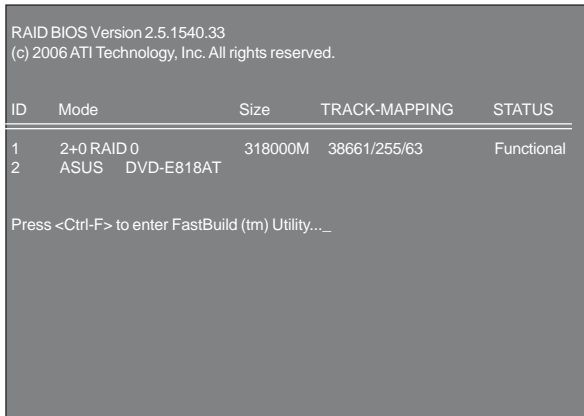 RAID BIOS Version 2.5.1540.33
(c) 2006 ATI Technology, Inc. All rights reserved.
ID Mode Size TRACK-MAPPING STATUS
1 2+0 RAID 0 318000M 38661/255/63 Functional
2 ASUS DVD-E818AT
Press <Ctrl-F> to enter FastBuild (tm) Utility..._